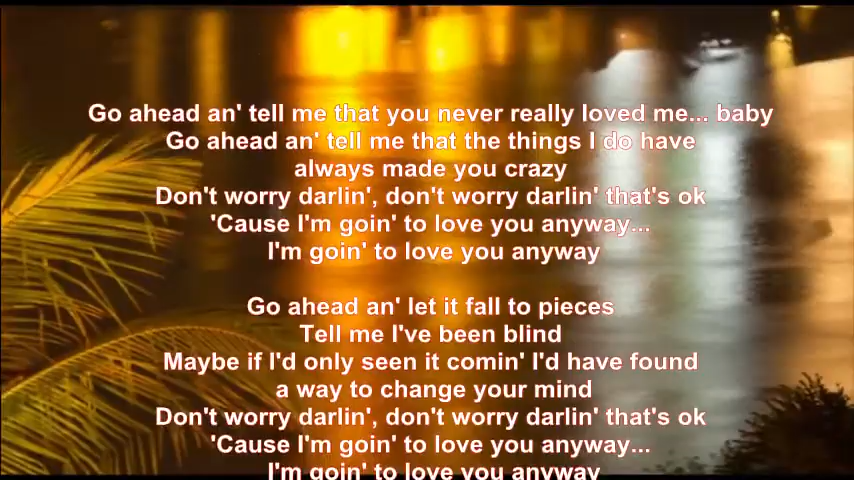 Go ahead an' tell me that you never really loved me... baby
Go ahead an' tell me that the things I do have
always made you crazy
Don't worry darlin', don't worry darlin' that's ok
'Cause I'm goin' to love you anyway...
I'm goin' to love you anyway
Go ahead an' let it fall to pieces
Tell me I've been blind
Maybe if I'd only seen it comin' I'd have found
a way to change your mind
Don't worry darlin', don't worry darlin' that's ok
'Cause I'm goin' to love you anyway...
I'm goin' to love you anyway